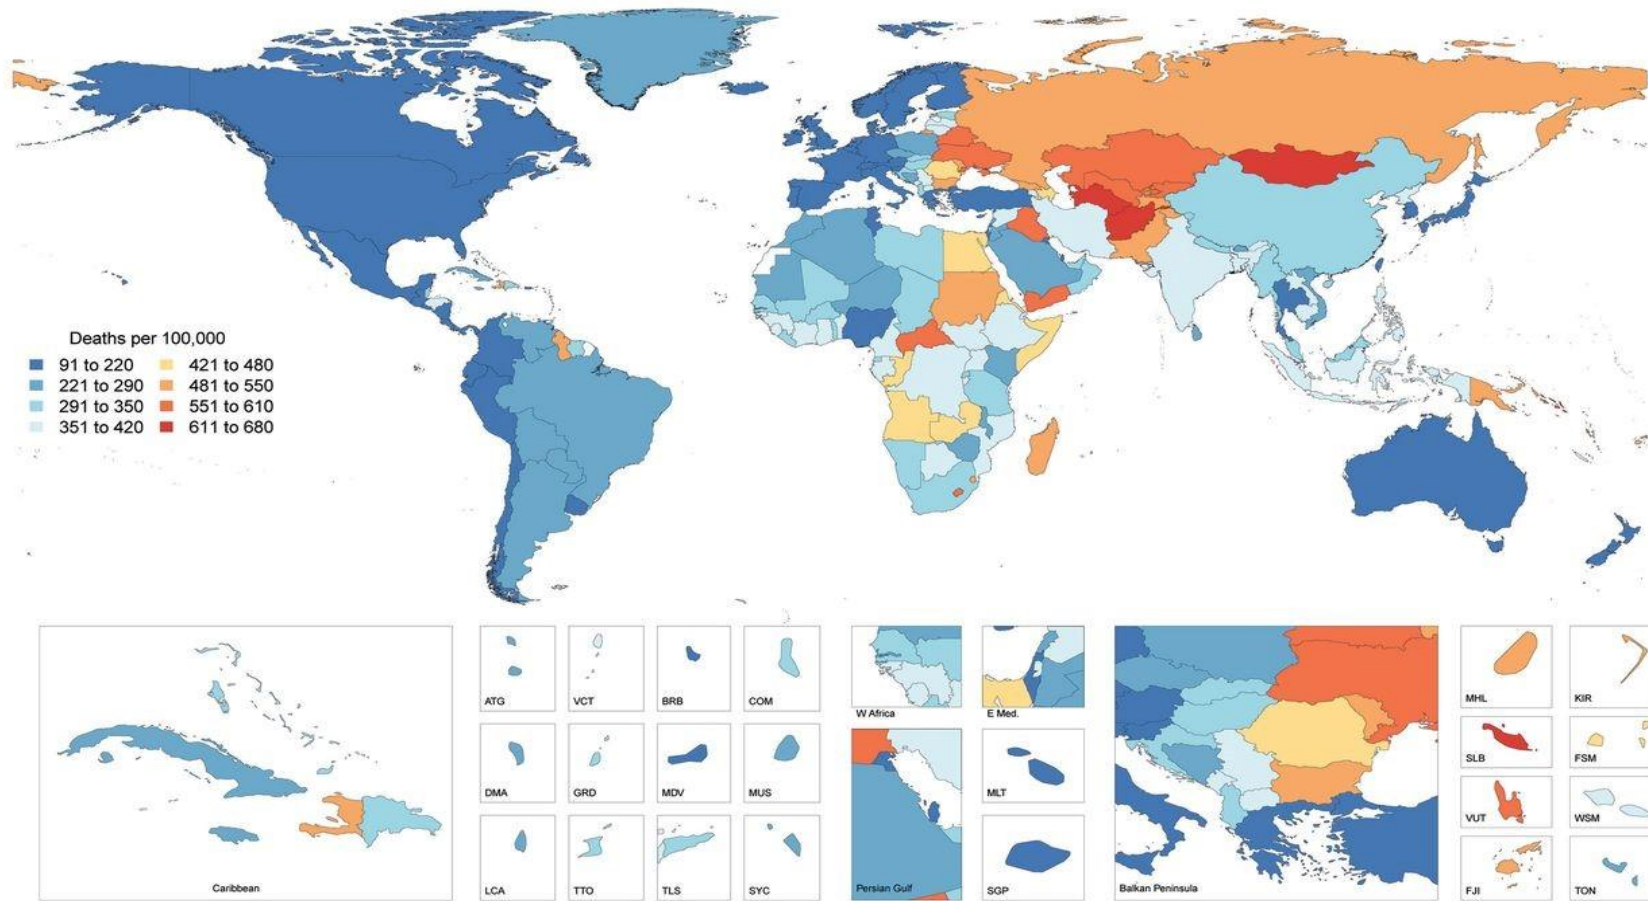 Deaths per 100,000
91 to 220 421 to 480
221 to 290 481 to 550
291 to 350 551 to 610
351 to 420 611 to 680
Caribbean
ATG VCT BRB COM
DMA GRD MDV MUS
LCA TTO TLS SYC
W Africa E Med.
Persian Gulf
MLT
SGP
Balkan Peninsula
MHL KIR
SLB FSM
VUT WSM
FJI TON